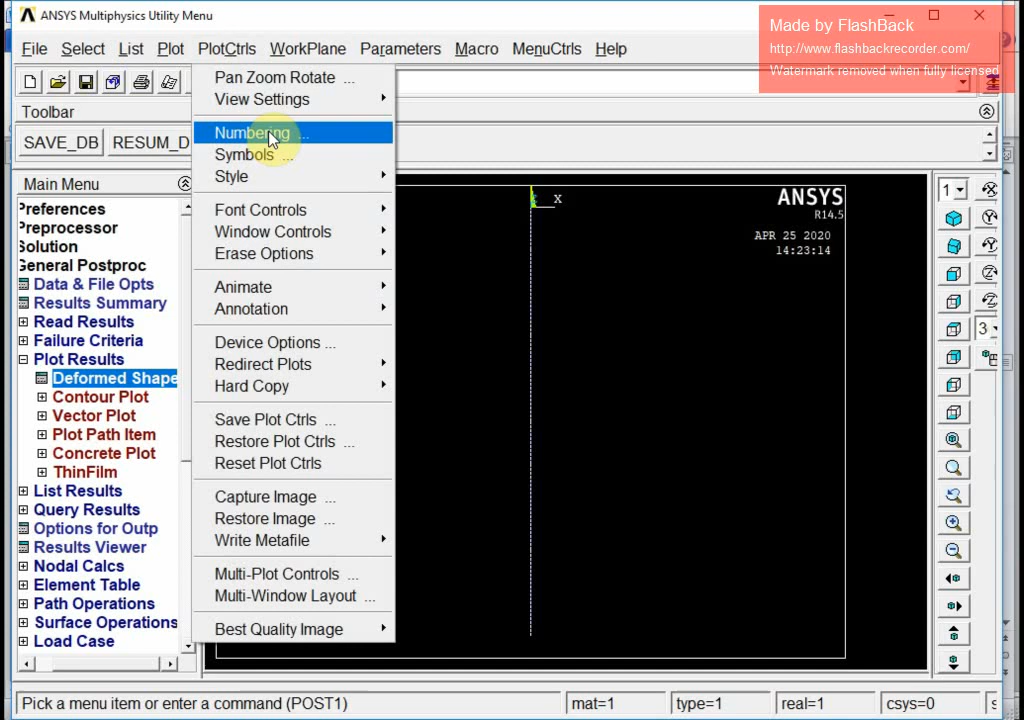 ANSYS Multiphysics Utility Menu
Made by FlashBack
http://www.flashbackrecorder.com/
Watermark removed when fully licensed
File Select List Plot PlotCtrls WorkPlane Parameters Macro MenuCtrls Help
Toolbar
SAVE_DB RESUM_D
Main Menu
Preferences
Preprocessor
Solution
General Postproc
Data & File Opts
Results Summary
Read Results
Failure Criteria
Plot Results
Deformed Shape
Contour Plot
Vector Plot
Plot Path Item
Concrete Plot
ThinFilm
List Results
Query Results
Options for Outp
Results Viewer
Nodal Calcs
Element Table
Path Operations
Surface Operations
Load Case
Pan Zoom Rotate ...
View Settings
Numbering ...
Symbols ...
Style
Font Controls
Window Controls
Erase Options
Animate
Annotation
Device Options ...
Redirect Plots
Hard Copy
Save Plot Ctrls ...
Restore Plot Ctrls ...
Reset Plot Ctrls
Capture Image ...
Restore Image ...
Write Metafile
Multi-Plot Controls ...
Multi-Window Layout ...
Best Quality Image
X
ANSYS
R14.5
APR 25 2020
14:23:14
1
3
Pick a menu item or enter a command (POST1)
mat=1
type=1
real=1
csys=0